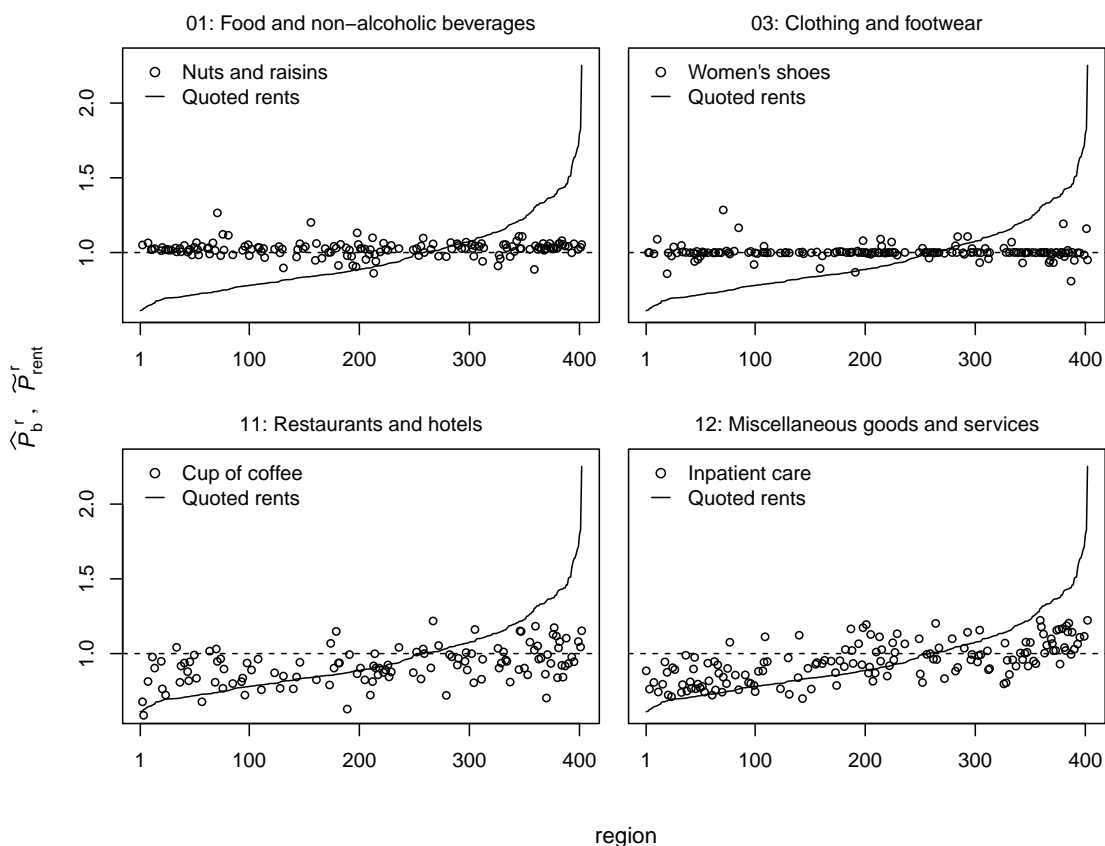 01: Food and non−alcoholic beverages
Nuts and raisins
Quoted rents
1.0 1.5 2.0
1 100 200 300 400
03: Clothing and footwear
Women's shoes
Quoted rents
1 100 200 300 400
P̂ b r , P̃ rent r
11: Restaurants and hotels
Cup of coffee
Quoted rents
1.0 1.5 2.0
1 100 200 300 400
12: Miscellaneous goods and services
Inpatient care
Quoted rents
1 100 200 300 400
region